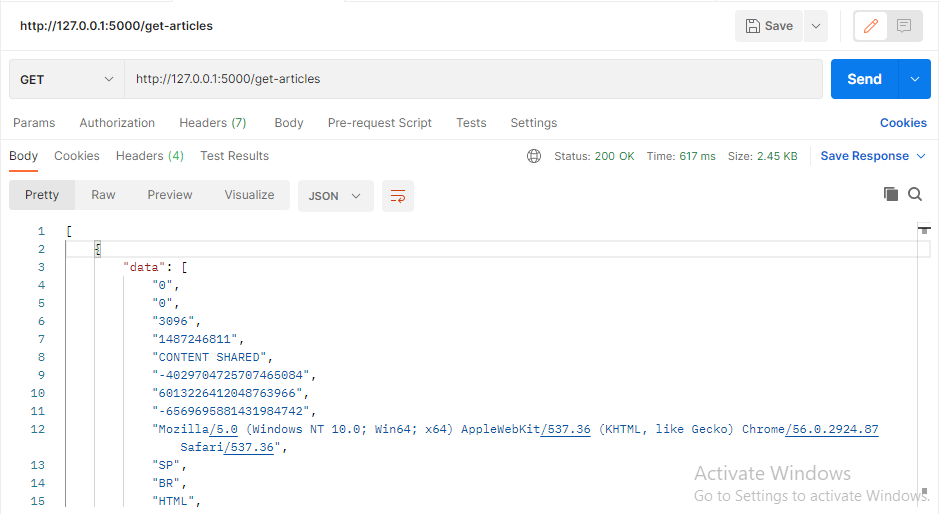 http://127.0.0.1:5000/get-articles Save
GET http://127.0.0.1:5000/get-articles Send
Params Authorization Headers (7) Body Pre-request Script Tests Settings Cookies
Body Cookies Headers (4) Test Results Status: 200 OK Time: 617 ms Size: 2.45 KB Save Response
Pretty Raw Preview Visualize JSON
1 [
2 {
3 "data": [
4 "0",
5 "0",
6 "3096",
7 "1487246811",
8 "CONTENT SHARED",
9 "-4029704725707465084",
10 "6013226412048763966",
11 "-6569695881431984742",
12 "Mozilla/5.0 (Windows NT 10.0; Win64; x64) AppleWebKit/537.36 (KHTML, like Gecko) Chrome/56.0.2924.87
Safari/537.36",
13 "SP",
14 "BR",
15 "HTML",
Activate Windows
Go to Settings to activate Windows.